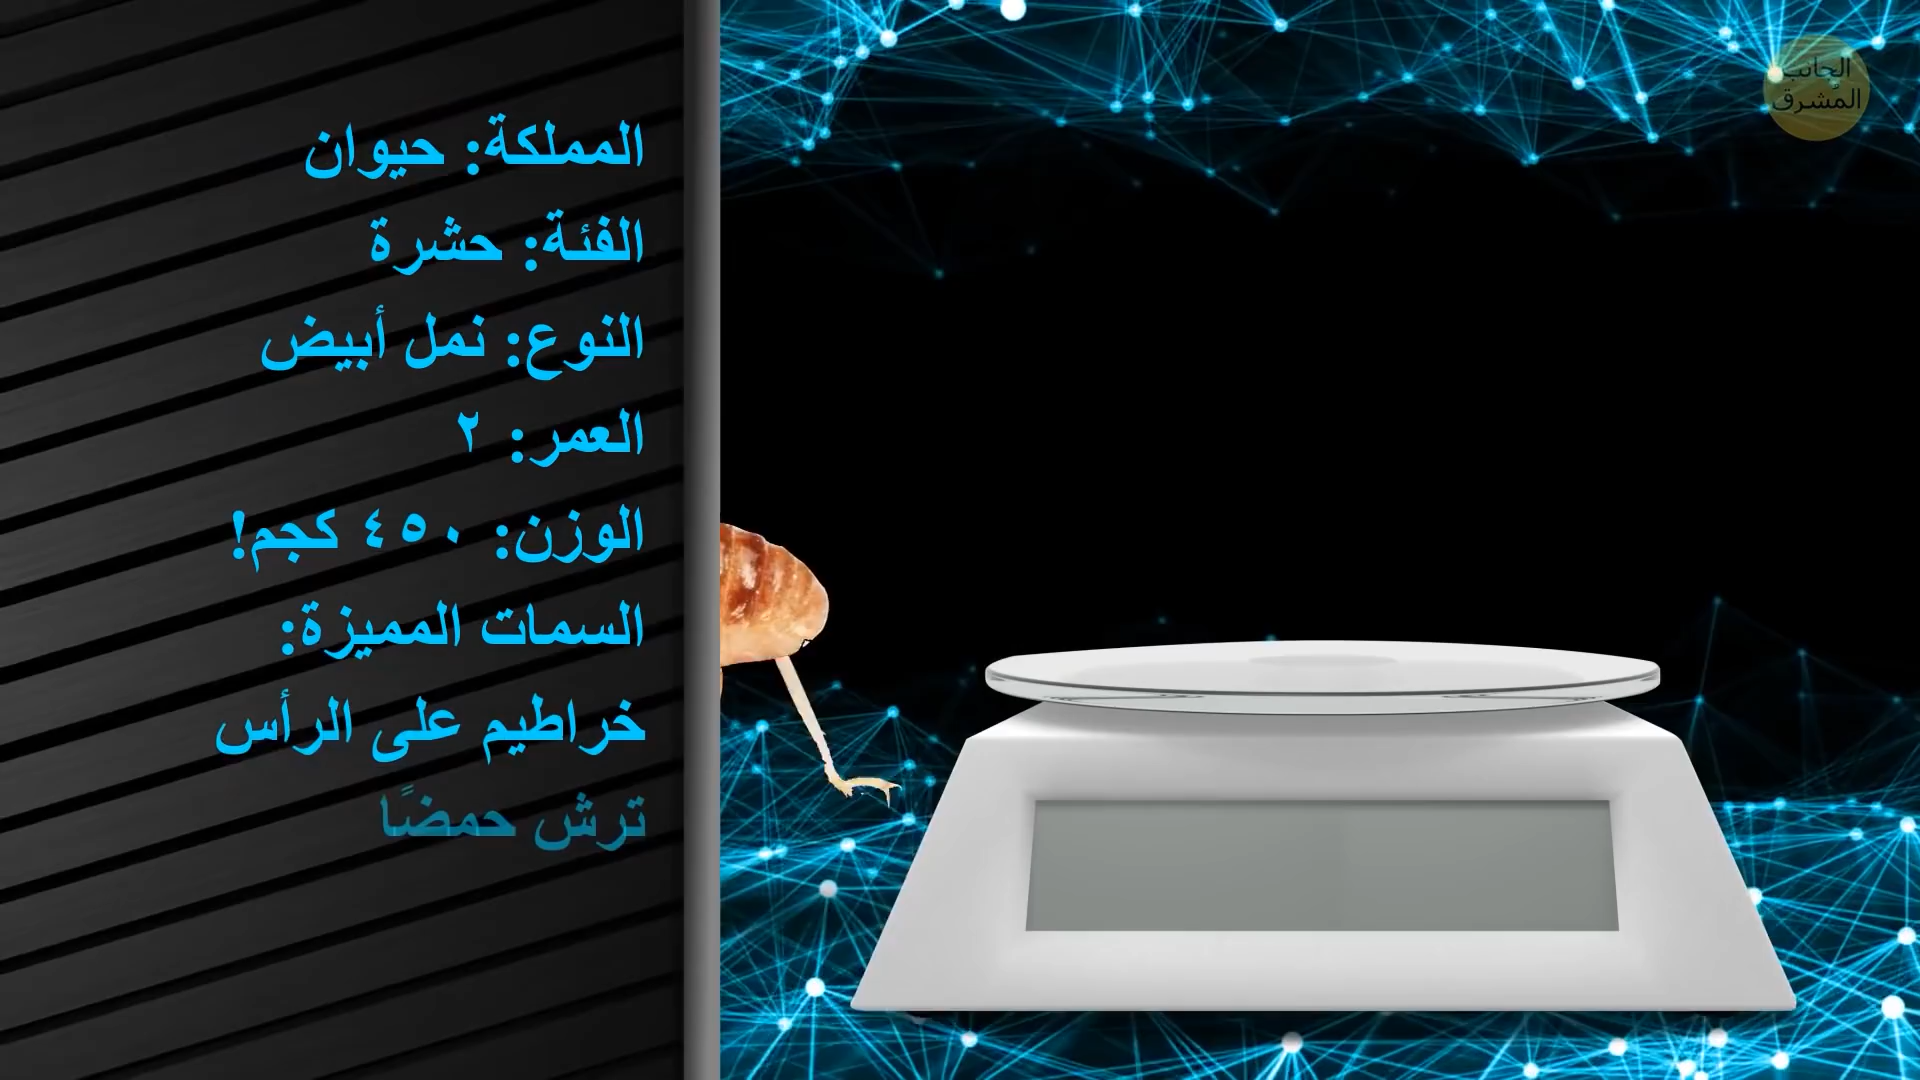 المملكة: حيوان
الفئة: حشرة
النوع: نمل أبيض
العمر: ٢
الوزن: ٤٥٠ كجم!
السمات المميزة:
خراطيم على الرأس
ترش حمضًا
الجانب
المشرق